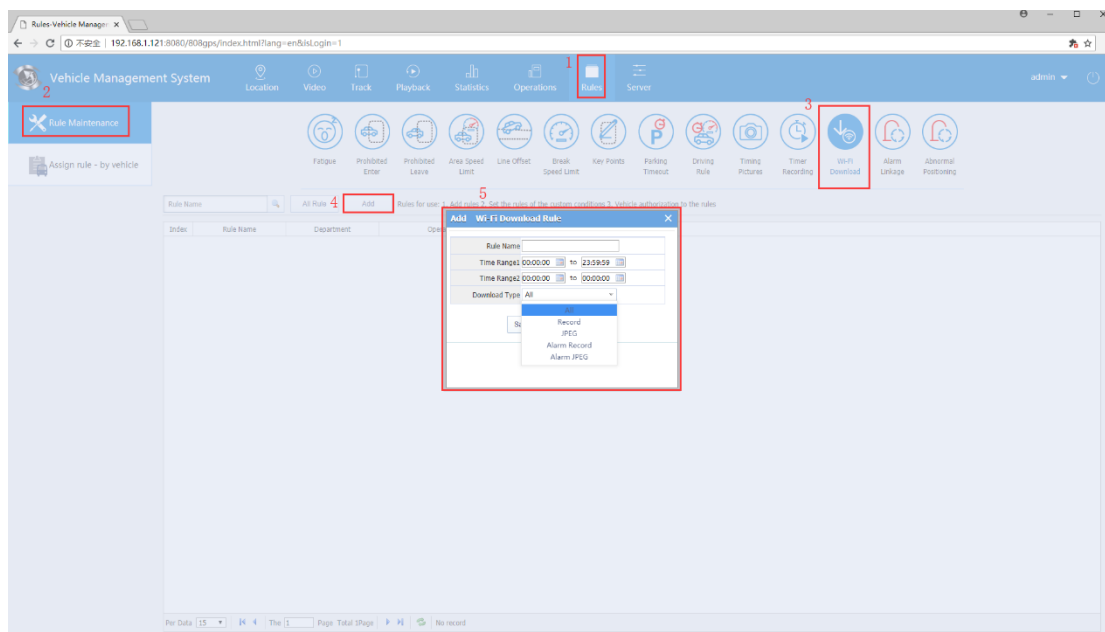 Rules-Vehicle Manager
不安全 | 192.168.1.121:8080/808gps/index.html?lang=en&isLogin=1
Vehicle Management System
Location
Video
Track
Playback
Statistics
Operations
1
Rules
Server
admin
2
Rule Maintenance
Assign rule - by vehicle
3
Fatigue
Prohibited Enter
Prohibited Leave
Area Speed Limit
Line Offset
Break Speed Limit
Key Points
Parking Timeout
Driving Rule
Timing Pictures
Timer Recording
Wi-Fi Download
Alarm Linkage
Abnormal Positioning
Rule Name
All Rule
4
Add
Rules for use: 1. Add rules 2. Set the rules of the custom conditions 3. Vehicle authorization to the rules
5
Index Rule Name Department Oper
Add Wi-Fi Download Rule
Rule Name
Time Range1 00:00:00 to 23:59:59
Time Range2 00:00:00 to 00:00:00
Download Type All
All
Record
JPEG
Alarm Record
Alarm JPEG
Sa
Per Data 15 The 1 Page Total 1Page No record